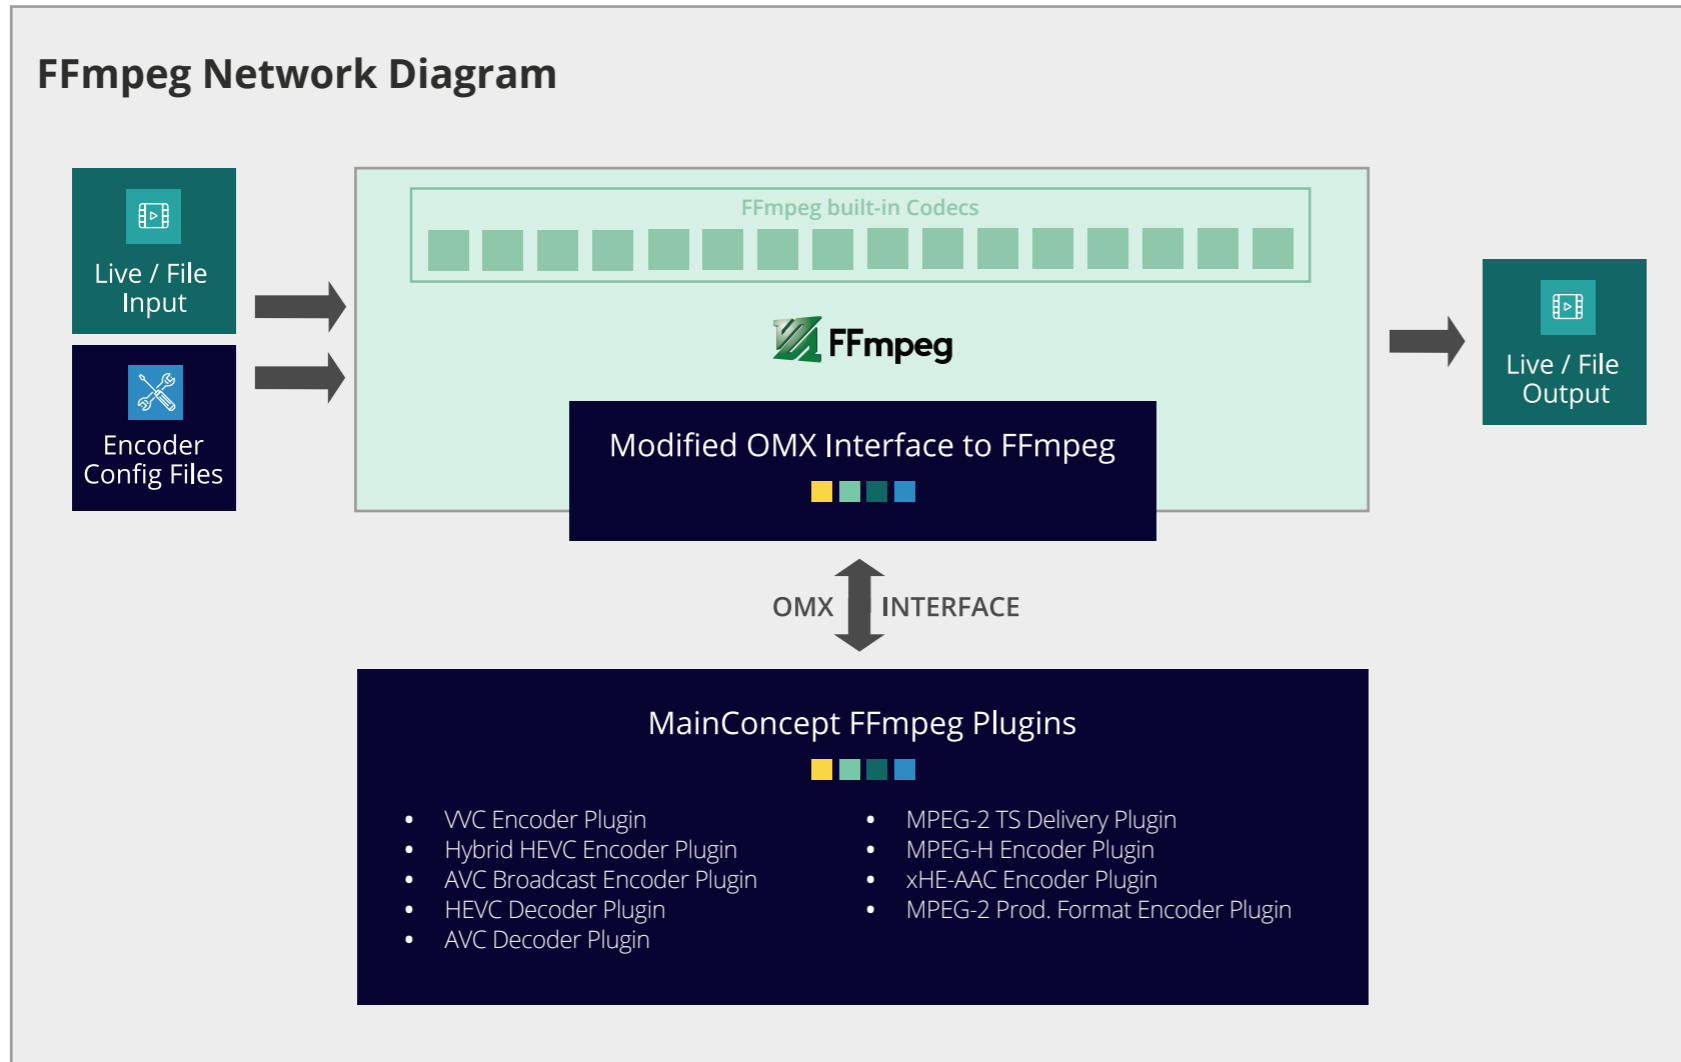 FFmpeg Network Diagram
Live / File
Input
Encoder
Config Files
FFmpeg built-in Codecs
FFmpeg
Modified OMX Interface to FFmpeg
Live / File
Output
OMX INTERFACE
MainConcept FFmpeg Plugins
• VVC Encoder Plugin
• Hybrid HEVC Encoder Plugin
• AVC Broadcast Encoder Plugin
• HEVC Decoder Plugin
• AVC Decoder Plugin
• MPEG-2 TS Delivery Plugin
• MPEG-H Encoder Plugin
• xHE-AAC Encoder Plugin
• MPEG-2 Prod. Format Encoder Plugin